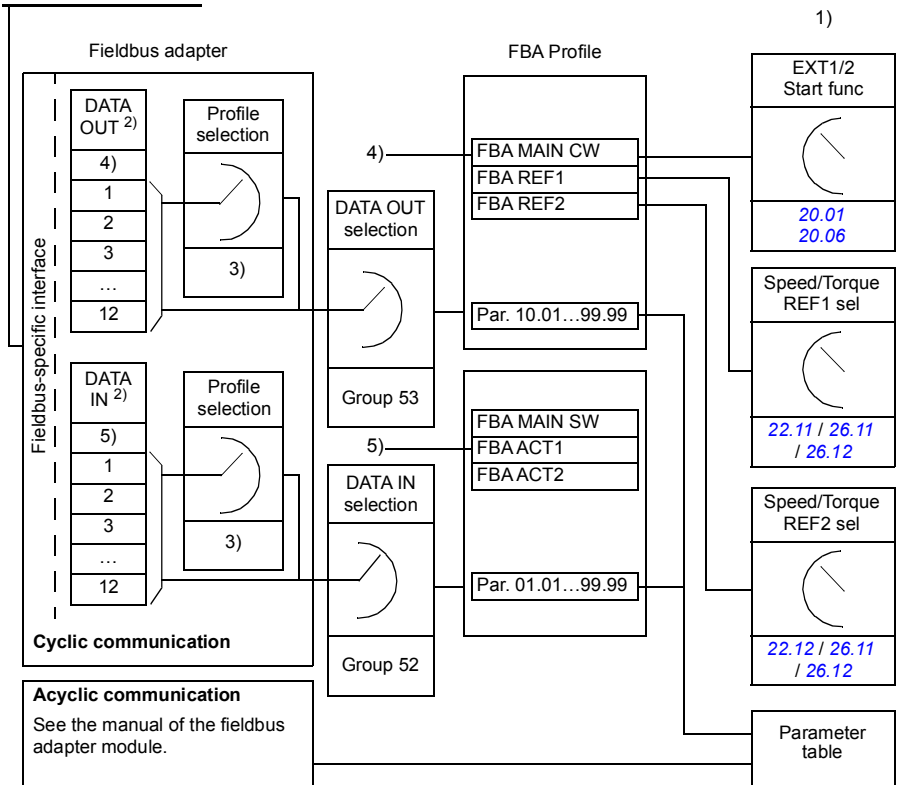 1)
Fieldbus adapter
FBA Profile
Fieldbus-specific interface
DATA
OUT 2)
4)
1
2
3
…
12
Profile
selection
3)
DATA
IN 2)
5)
1
2
3
…
12
Profile
selection
3)
Cyclic communication
DATA OUT
selection
Group 53
DATA IN
selection
Group 52
4)
FBA MAIN CW
FBA REF1
FBA REF2
Par. 10.01…99.99
5)
FBA MAIN SW
FBA ACT1
FBA ACT2
Par. 01.01…99.99
EXT1/2
Start func
20.01
20.06
Speed/Torque
REF1 sel
22.11 / 26.11
/ 26.12
Speed/Torque
REF2 sel
22.12 / 26.11
/ 26.12
Acyclic communication
See the manual of the fieldbus
adapter module.
Parameter
table